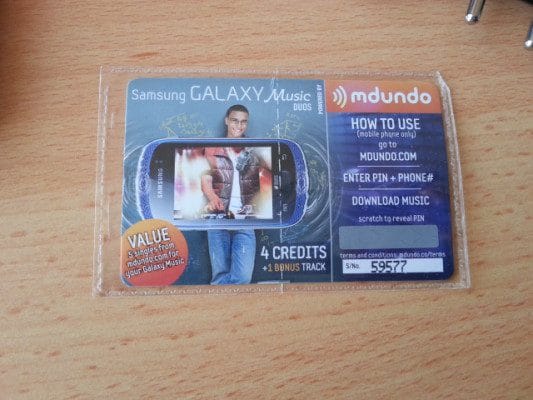 Samsung GALAXY Music
DUOS
POWERED BY
SAMSUNG
VALUE
5 singles from
mdundo.com for
your Galaxy Music
4 CREDITS
+1 BONUS TRACK
mdundo
HOW TO USE
(mobile phone only)
go to
MDUNDO.COM
ENTER PIN + PHONE#
DOWNLOAD MUSIC
scratch to reveal PIN
terms and conditions: mdundo.co/terms
S/No. 59577